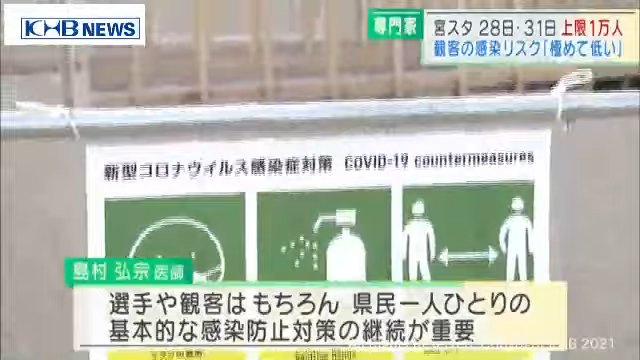 KHB NEWS
専門家
宮スタ 28日・31日 上限1万人
観客の感染リスク「極めて低い」
新型コロナウイルス感染症対策 COVID-19 countermeasures
島村 弘宗 医師
選手や観客は もちろん 県民一人ひとりの
基本的な感染防止対策の継続が重要
2021